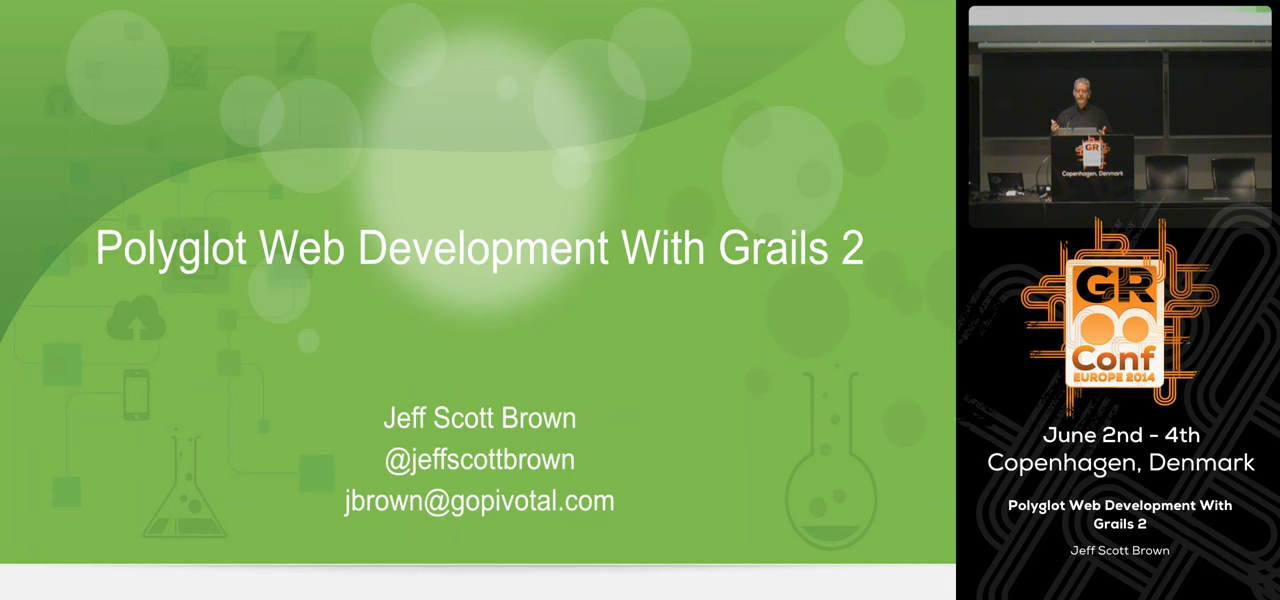 Polyglot Web Development With Grails 2
Jeff Scott Brown
@jeffscottbrown
jbrown@gopivotal.com
GR
Copenhagen, Denmark
GR
Conf
EUROPE 2014
June 2nd - 4th
Copenhagen, Denmark
Polyglot Web Development With
Grails 2
Jeff Scott Brown